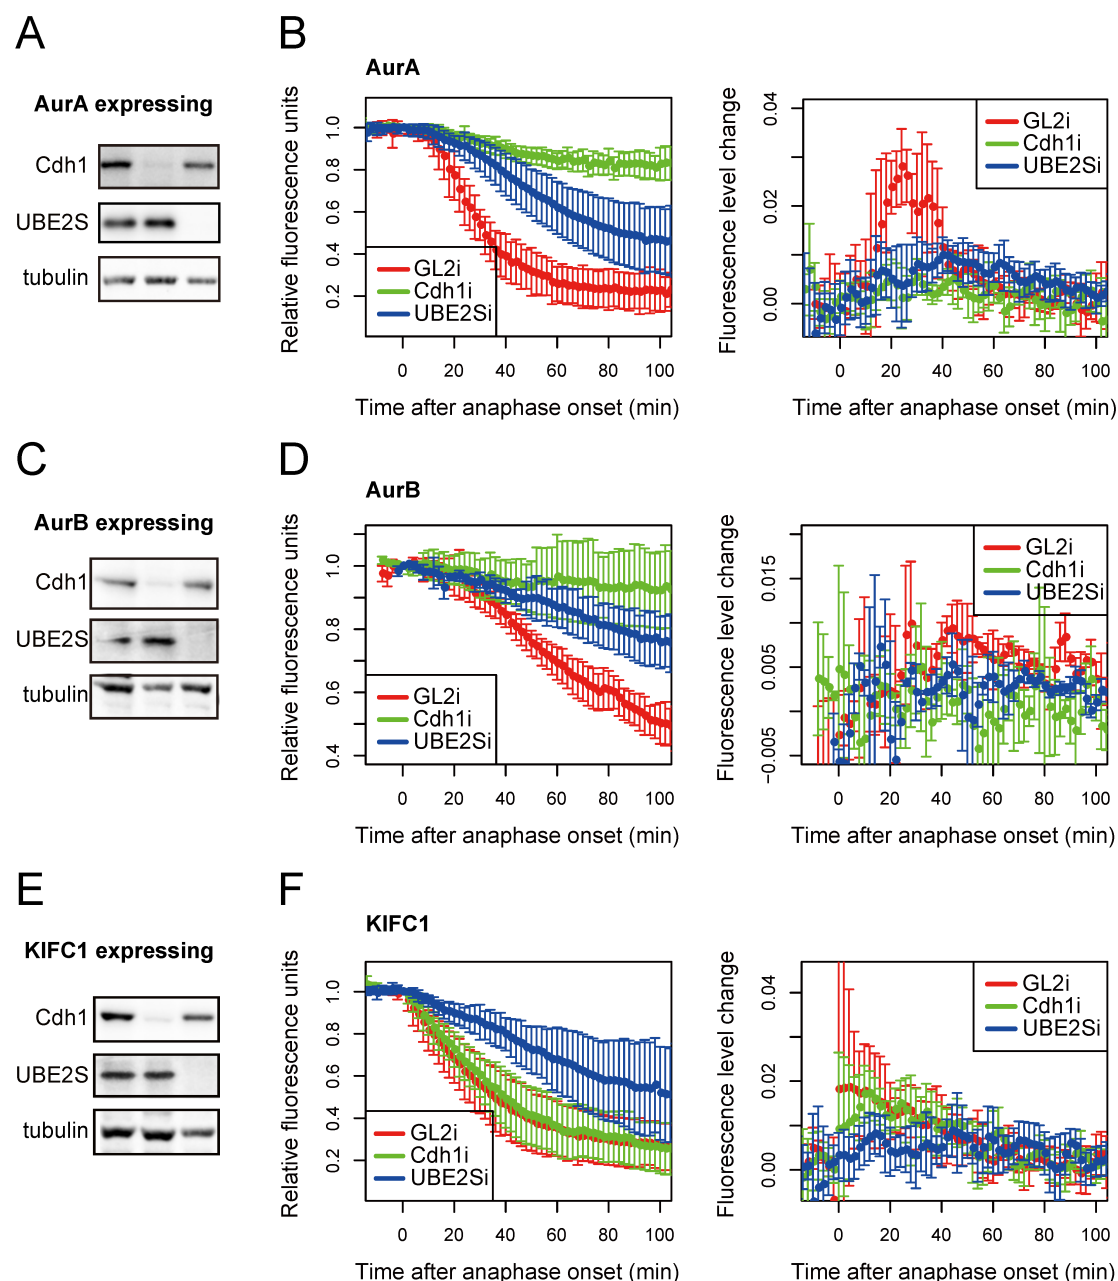 A
AurA expressing
Cdh1
UBE2S
tubulin
B
AurA
Relative fluorescence units
1.0
0.8
0.6
0.4
0.2
GL2i
Cdh1i
UBE2Si
0 20 40 60 80 100
Time after anaphase onset (min)
Fluorescence level change
0.04
0.02
0.00
GL2i
Cdh1i
UBE2Si
0 20 40 60 80 100
Time after anaphase onset (min)
C
AurB expressing
Cdh1
UBE2S
tubulin
D
AurB
Relative fluorescence units
1.0
0.8
0.6
0.4
GL2i
Cdh1i
UBE2Si
0 20 40 60 80 100
Time after anaphase onset (min)
Fluorescence level change
0.015
0.005
−0.005
GL2i
Cdh1i
UBE2Si
0 20 40 60 80 100
Time after anaphase onset (min)
E
KIFC1 expressing
Cdh1
UBE2S
tubulin
F
KIFC1
Relative fluorescence units
1.0
0.8
0.6
0.4
0.2
GL2i
Cdh1i
UBE2Si
0 20 40 60 80 100
Time after anaphase onset (min)
Fluorescence level change
0.04
0.02
0.00
GL2i
Cdh1i
UBE2Si
0 20 40 60 80 100
Time after anaphase onset (min)